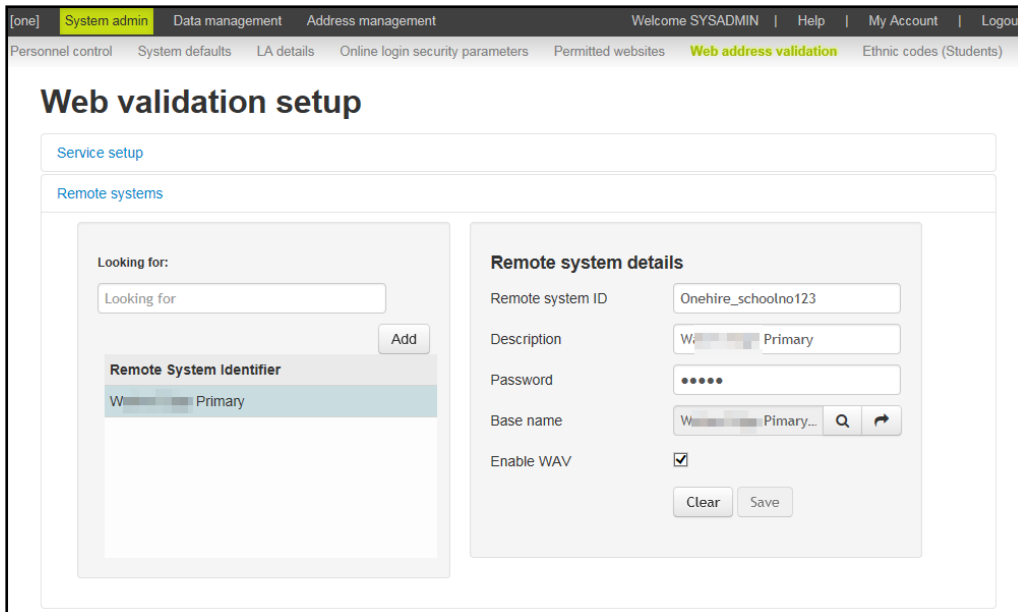 [one] System admin Data management Address management Welcome SYSADMIN | Help | My Account | Logou
Personnel control System defaults LA details Online login security parameters Permitted websites Web address validation Ethnic codes (Students)
Web validation setup
Service setup
Remote systems
Looking for:
Looking for
Add
Remote System Identifier
Primary
Remote system details
Remote system ID Onehire_schoolno123
Description Primary
Password •••••
Base name Pimary...
Enable WAV
Clear Save